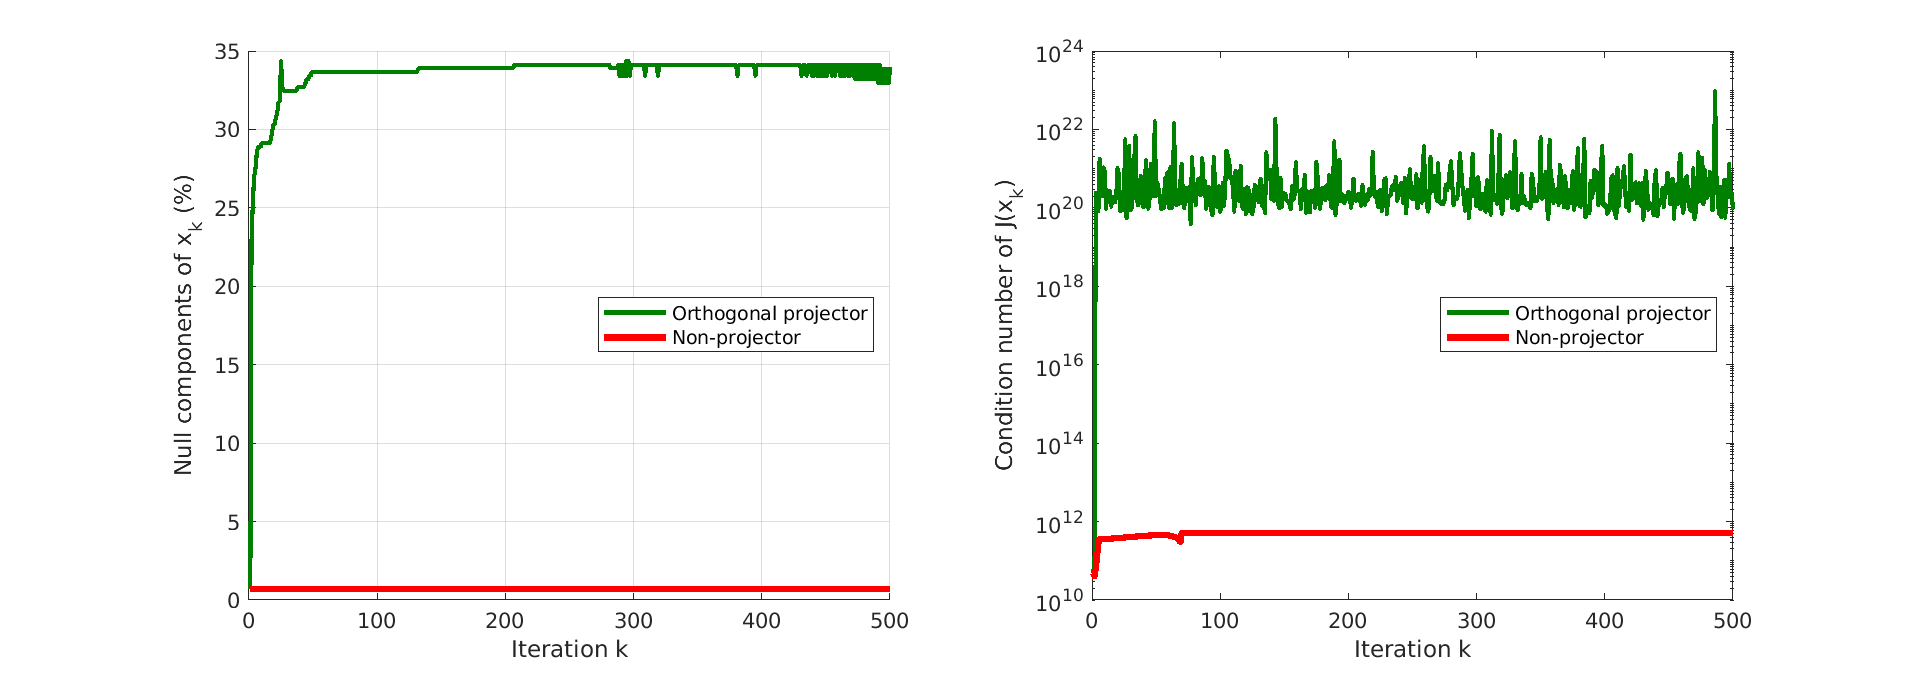 35
30
25
20
15
10
5
0
0 100 200 300 400 500
Null components of x_k (%)
Iteration k
Orthogonal projector
Non-projector
10^24
10^22
10^20
10^18
10^16
10^14
10^12
10^10
0 100 200 300 400 500
Condition number of J(x_k)
Iteration k
Orthogonal projector
Non-projector